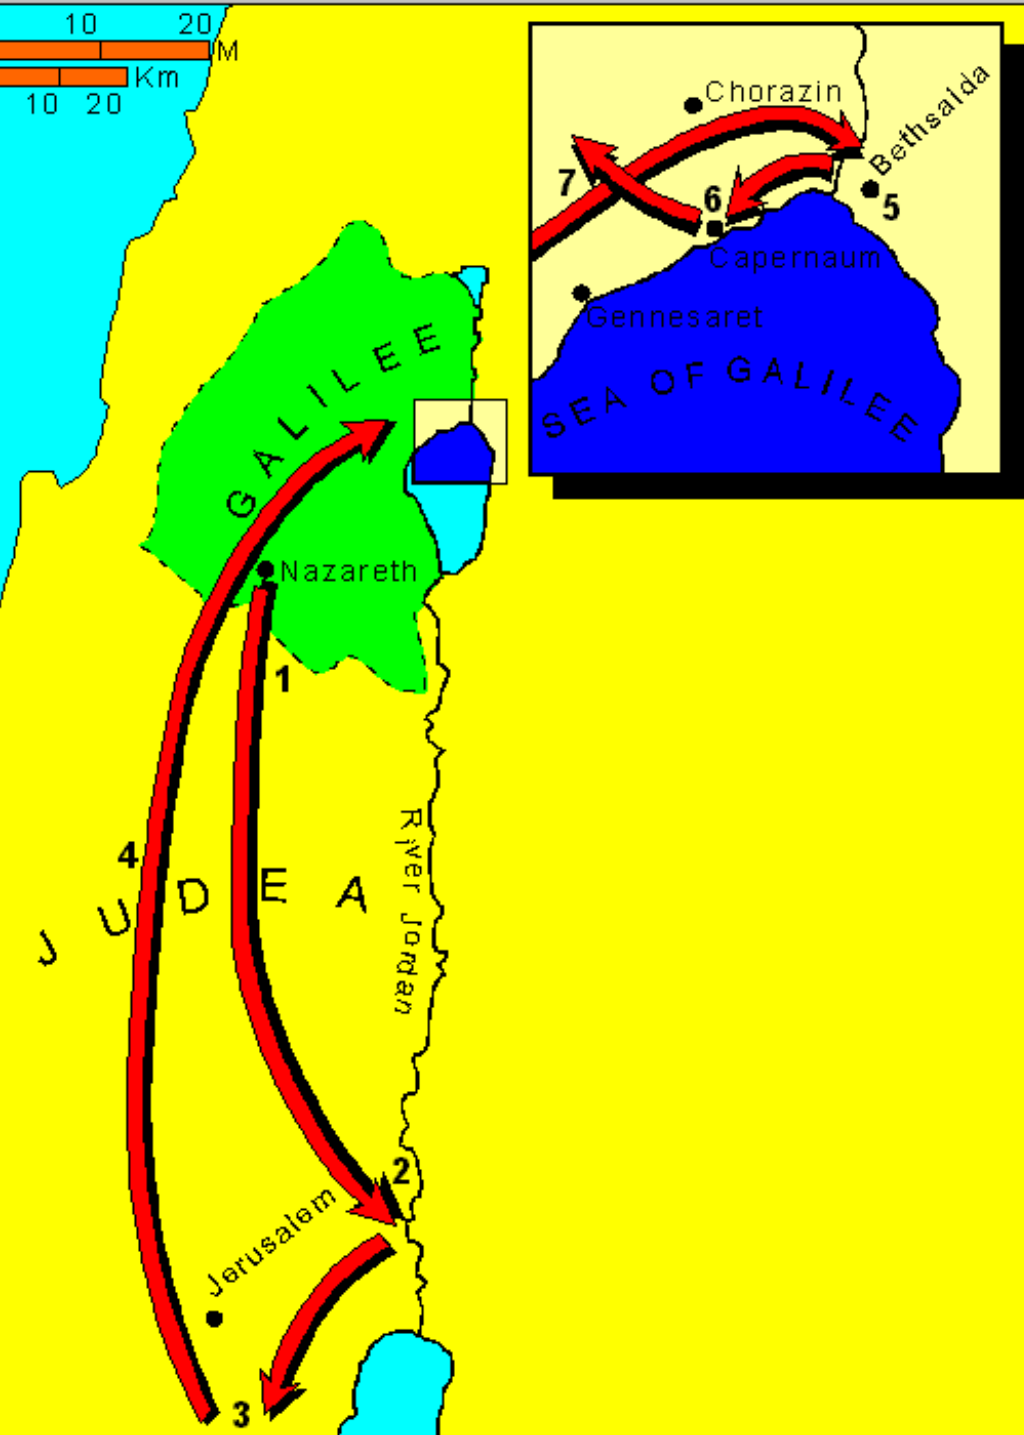 10 20
M
Km
10 20
Chorazin
Bethsalda
7
6
5
Capernaum
Gennesaret
SEA OF GALILEE
GALILEE
Nazareth
1
River Jordan
4
JUDEA
2
Jerusalem
3